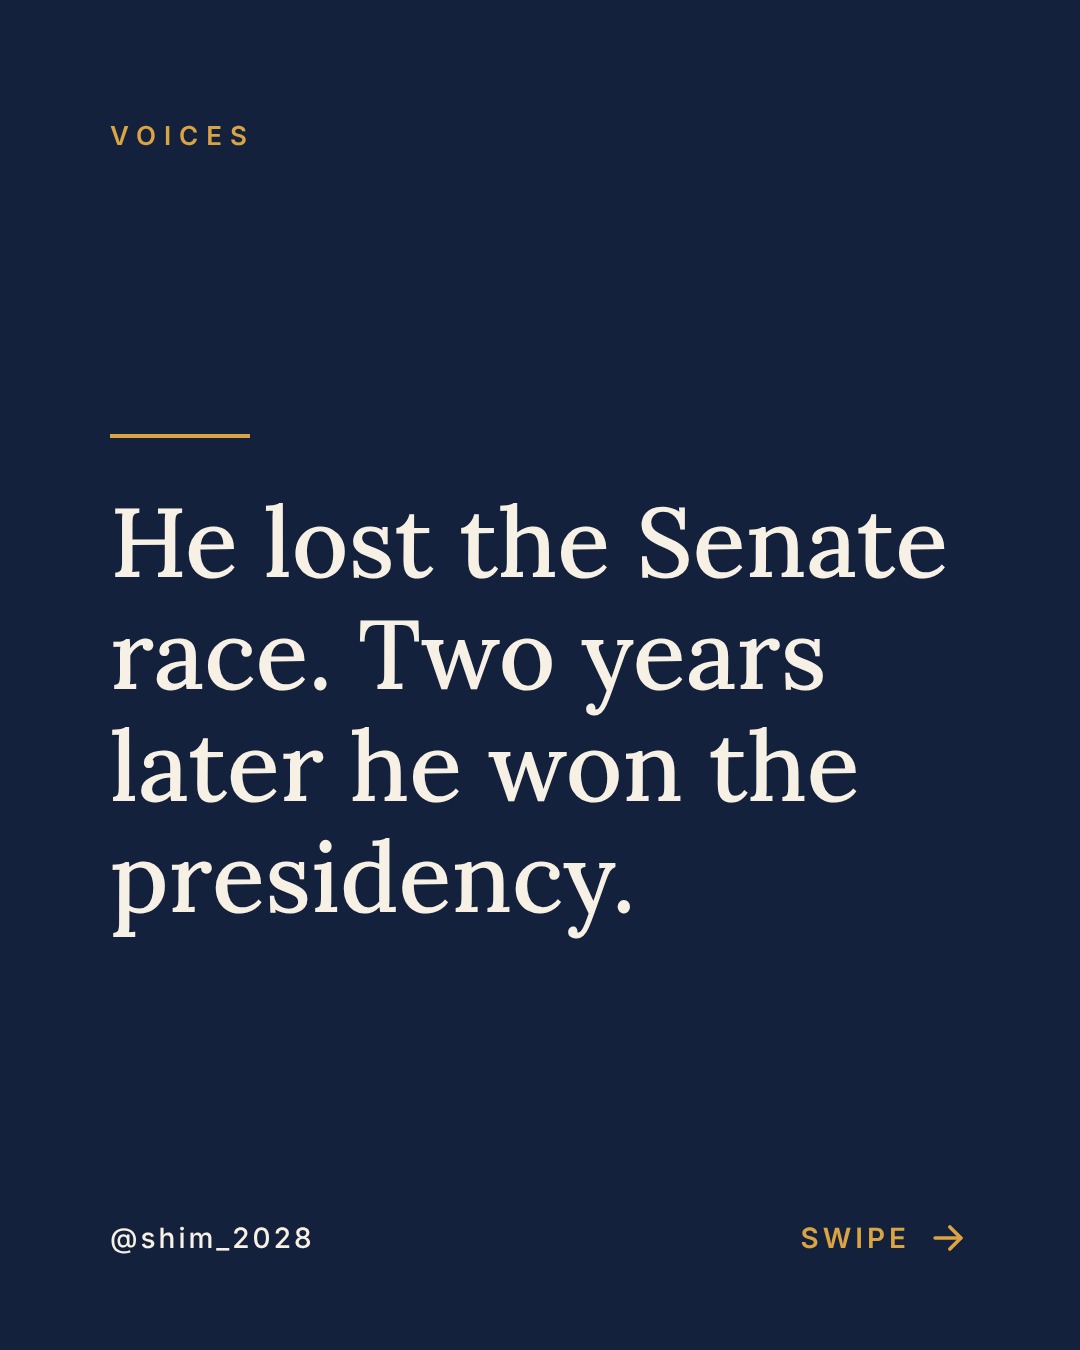 VOICES
He lost the Senate
race. Two years
later he won the
presidency.
@shim_2028
SWIPE →